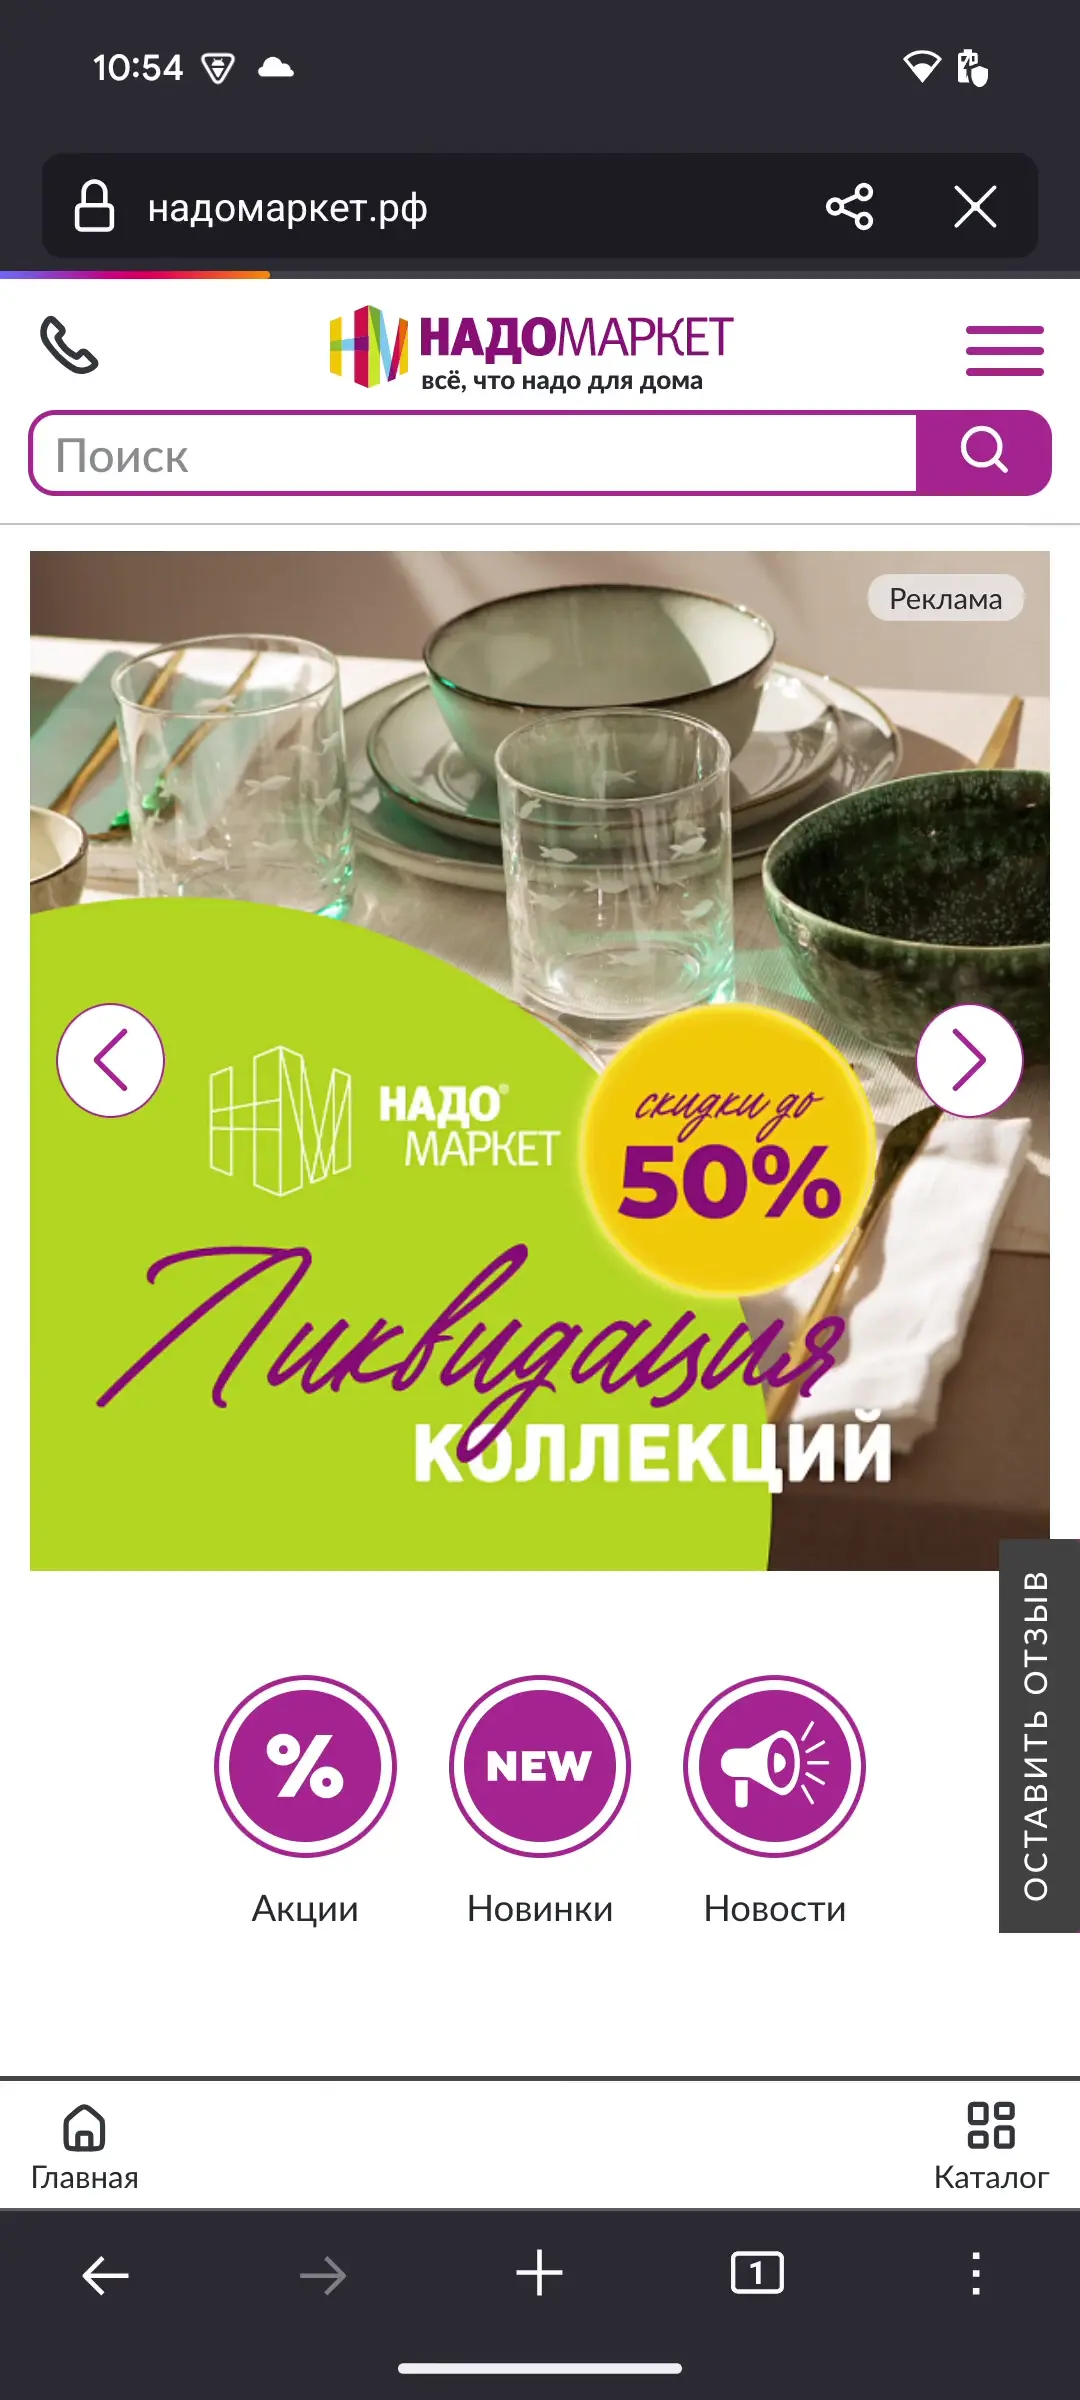 10:54
надомаркет.рф
НАДОМАРКЕТ
всё, что надо для дома
Поиск
Реклама
НАДО®
МАРКЕТ
скидки до
50%
Ликвидация
КОЛЛЕКЦИЙ
ОСТАВИТЬ ОТЗЫВ
NEW
Акции
Новинки
Новости
Главная
Каталог
1